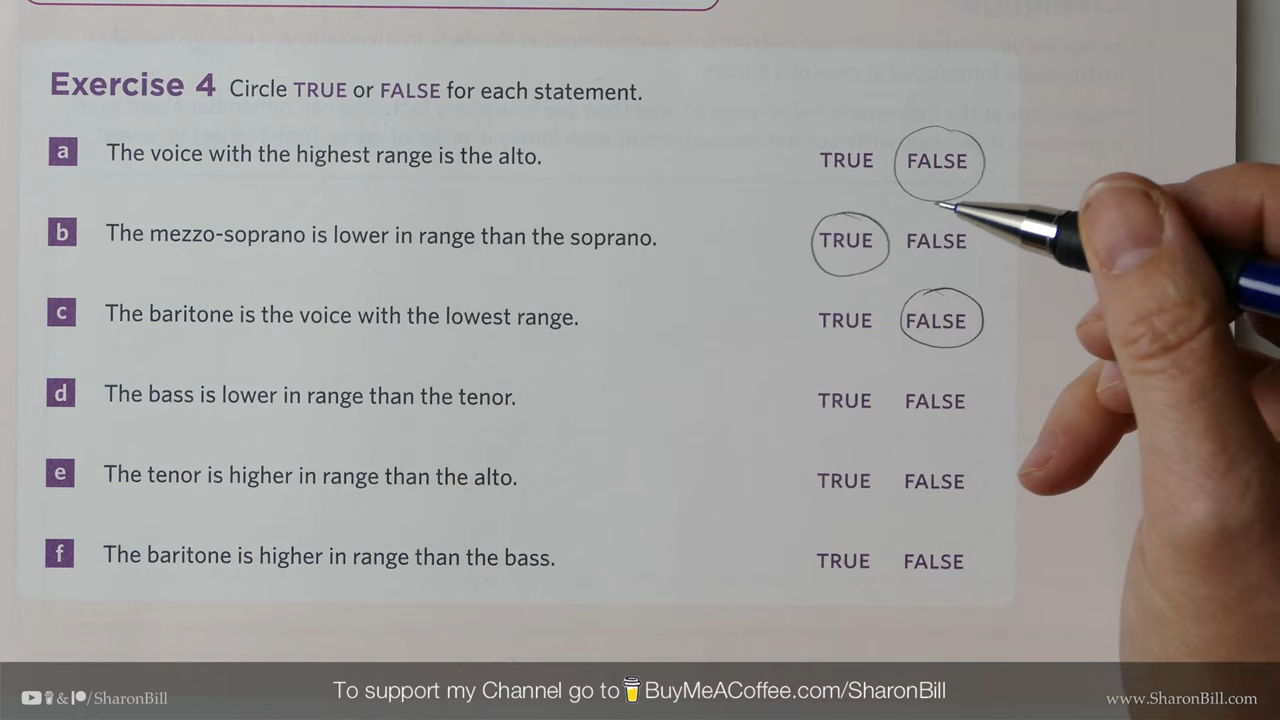 Exercise 4 Circle TRUE or FALSE for each statement.
a The voice with the highest range is the alto. TRUE FALSE
b The mezzo-soprano is lower in range than the soprano. TRUE FALSE
c The baritone is the voice with the lowest range. TRUE FALSE
d The bass is lower in range than the tenor. TRUE FALSE
e The tenor is higher in range than the alto. TRUE FALSE
f The baritone is higher in range than the bass. TRUE FALSE
& /SharonBill To support my Channel go to BuyMeACoffee.com/SharonBill www.SharonBill.com